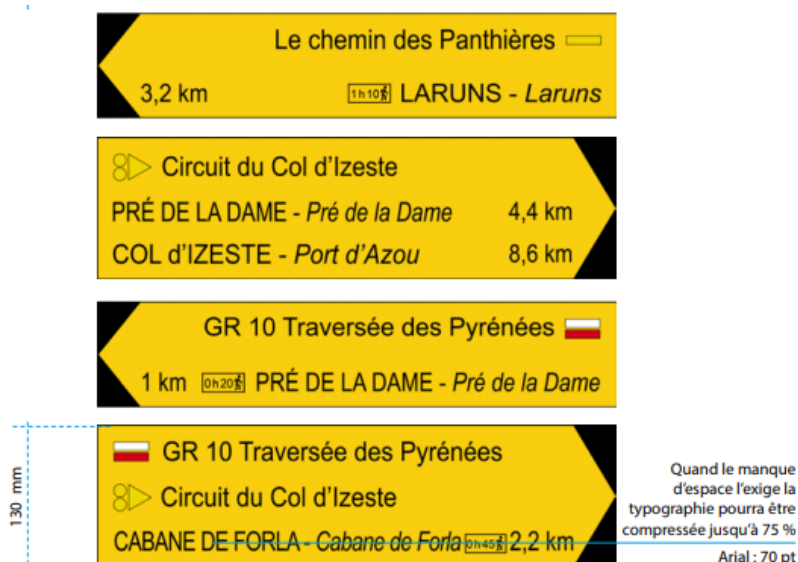 Le chemin des Panthières
3,2 km 1h10 LARUNS - Laruns
Circuit du Col d'Izeste
PRÉ DE LA DAME - Pré de la Dame 4,4 km
COL d'IZESTE - Port d'Azou 8,6 km
GR 10 Traversée des Pyrénées
1 km 0h20 PRÉ DE LA DAME - Pré de la Dame
GR 10 Traversée des Pyrénées
Circuit du Col d'Izeste
CABANE DE FORLA - Cabane de Forla 0h45 2,2 km
130 mm
Quand le manque
d'espace l'exige la
typographie pourra être
compressée jusqu'à 75 %
Arial : 70 pt